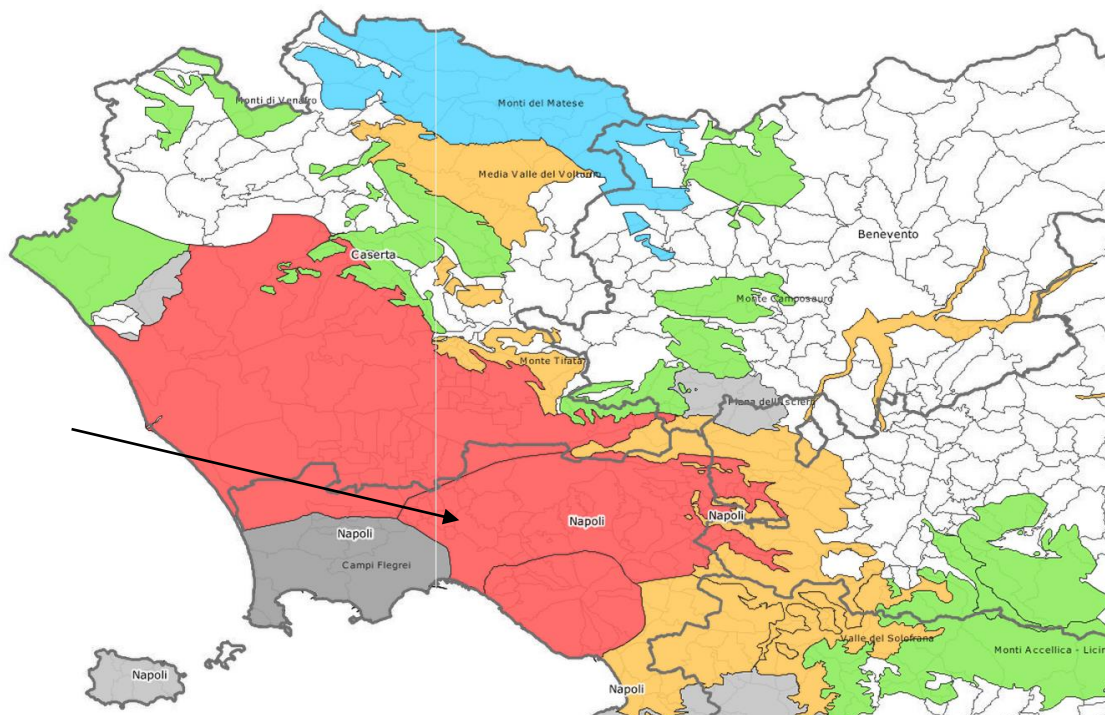 Monti di Venafro
Monti del Matese
Media Valle del Volturno
Benevento
Caserta
Monte Camposauro
Monte Tifata
Piana dell'Isclero
Napoli
Napoli
Napoli
Campi Flegrei
Valle del Solofrana
Monti Accellica - Licin
Napoli
Napoli